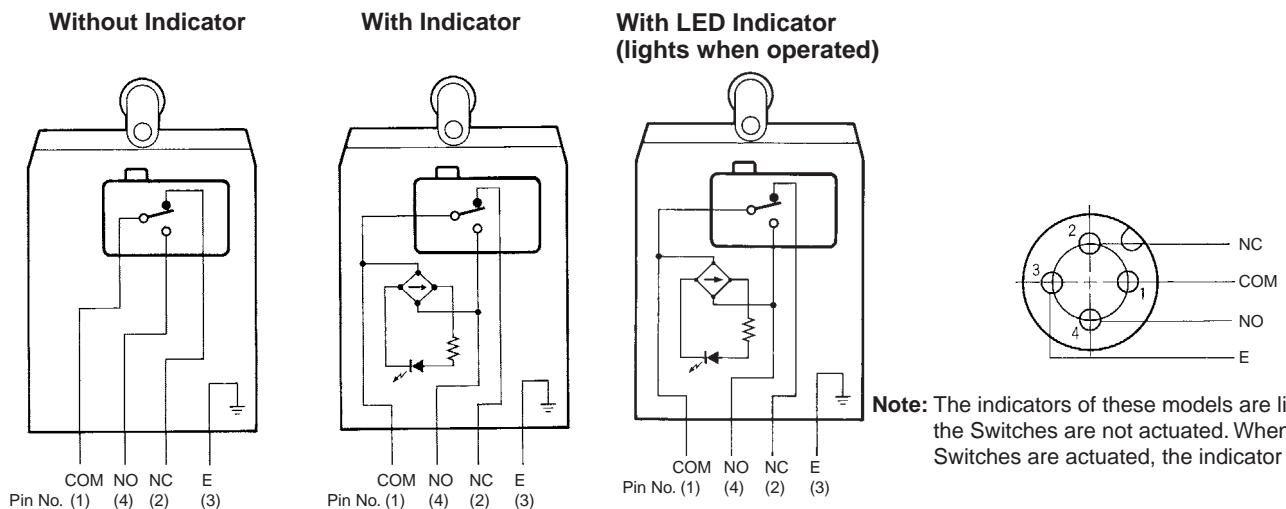 Without Indicator
With Indicator
With LED Indicator
(lights when operated)
COM NO NC E
Pin No. (1) (4) (2) (3)
COM NO NC E
Pin No. (1) (4) (2) (3)
COM NO NC E
Pin No. (1) (4) (2) (3)
2
3
1
4
NC
COM
NO
E
Note: The indicators of these models are
the Switches are not actuated. When
Switches are actuated, the indicator